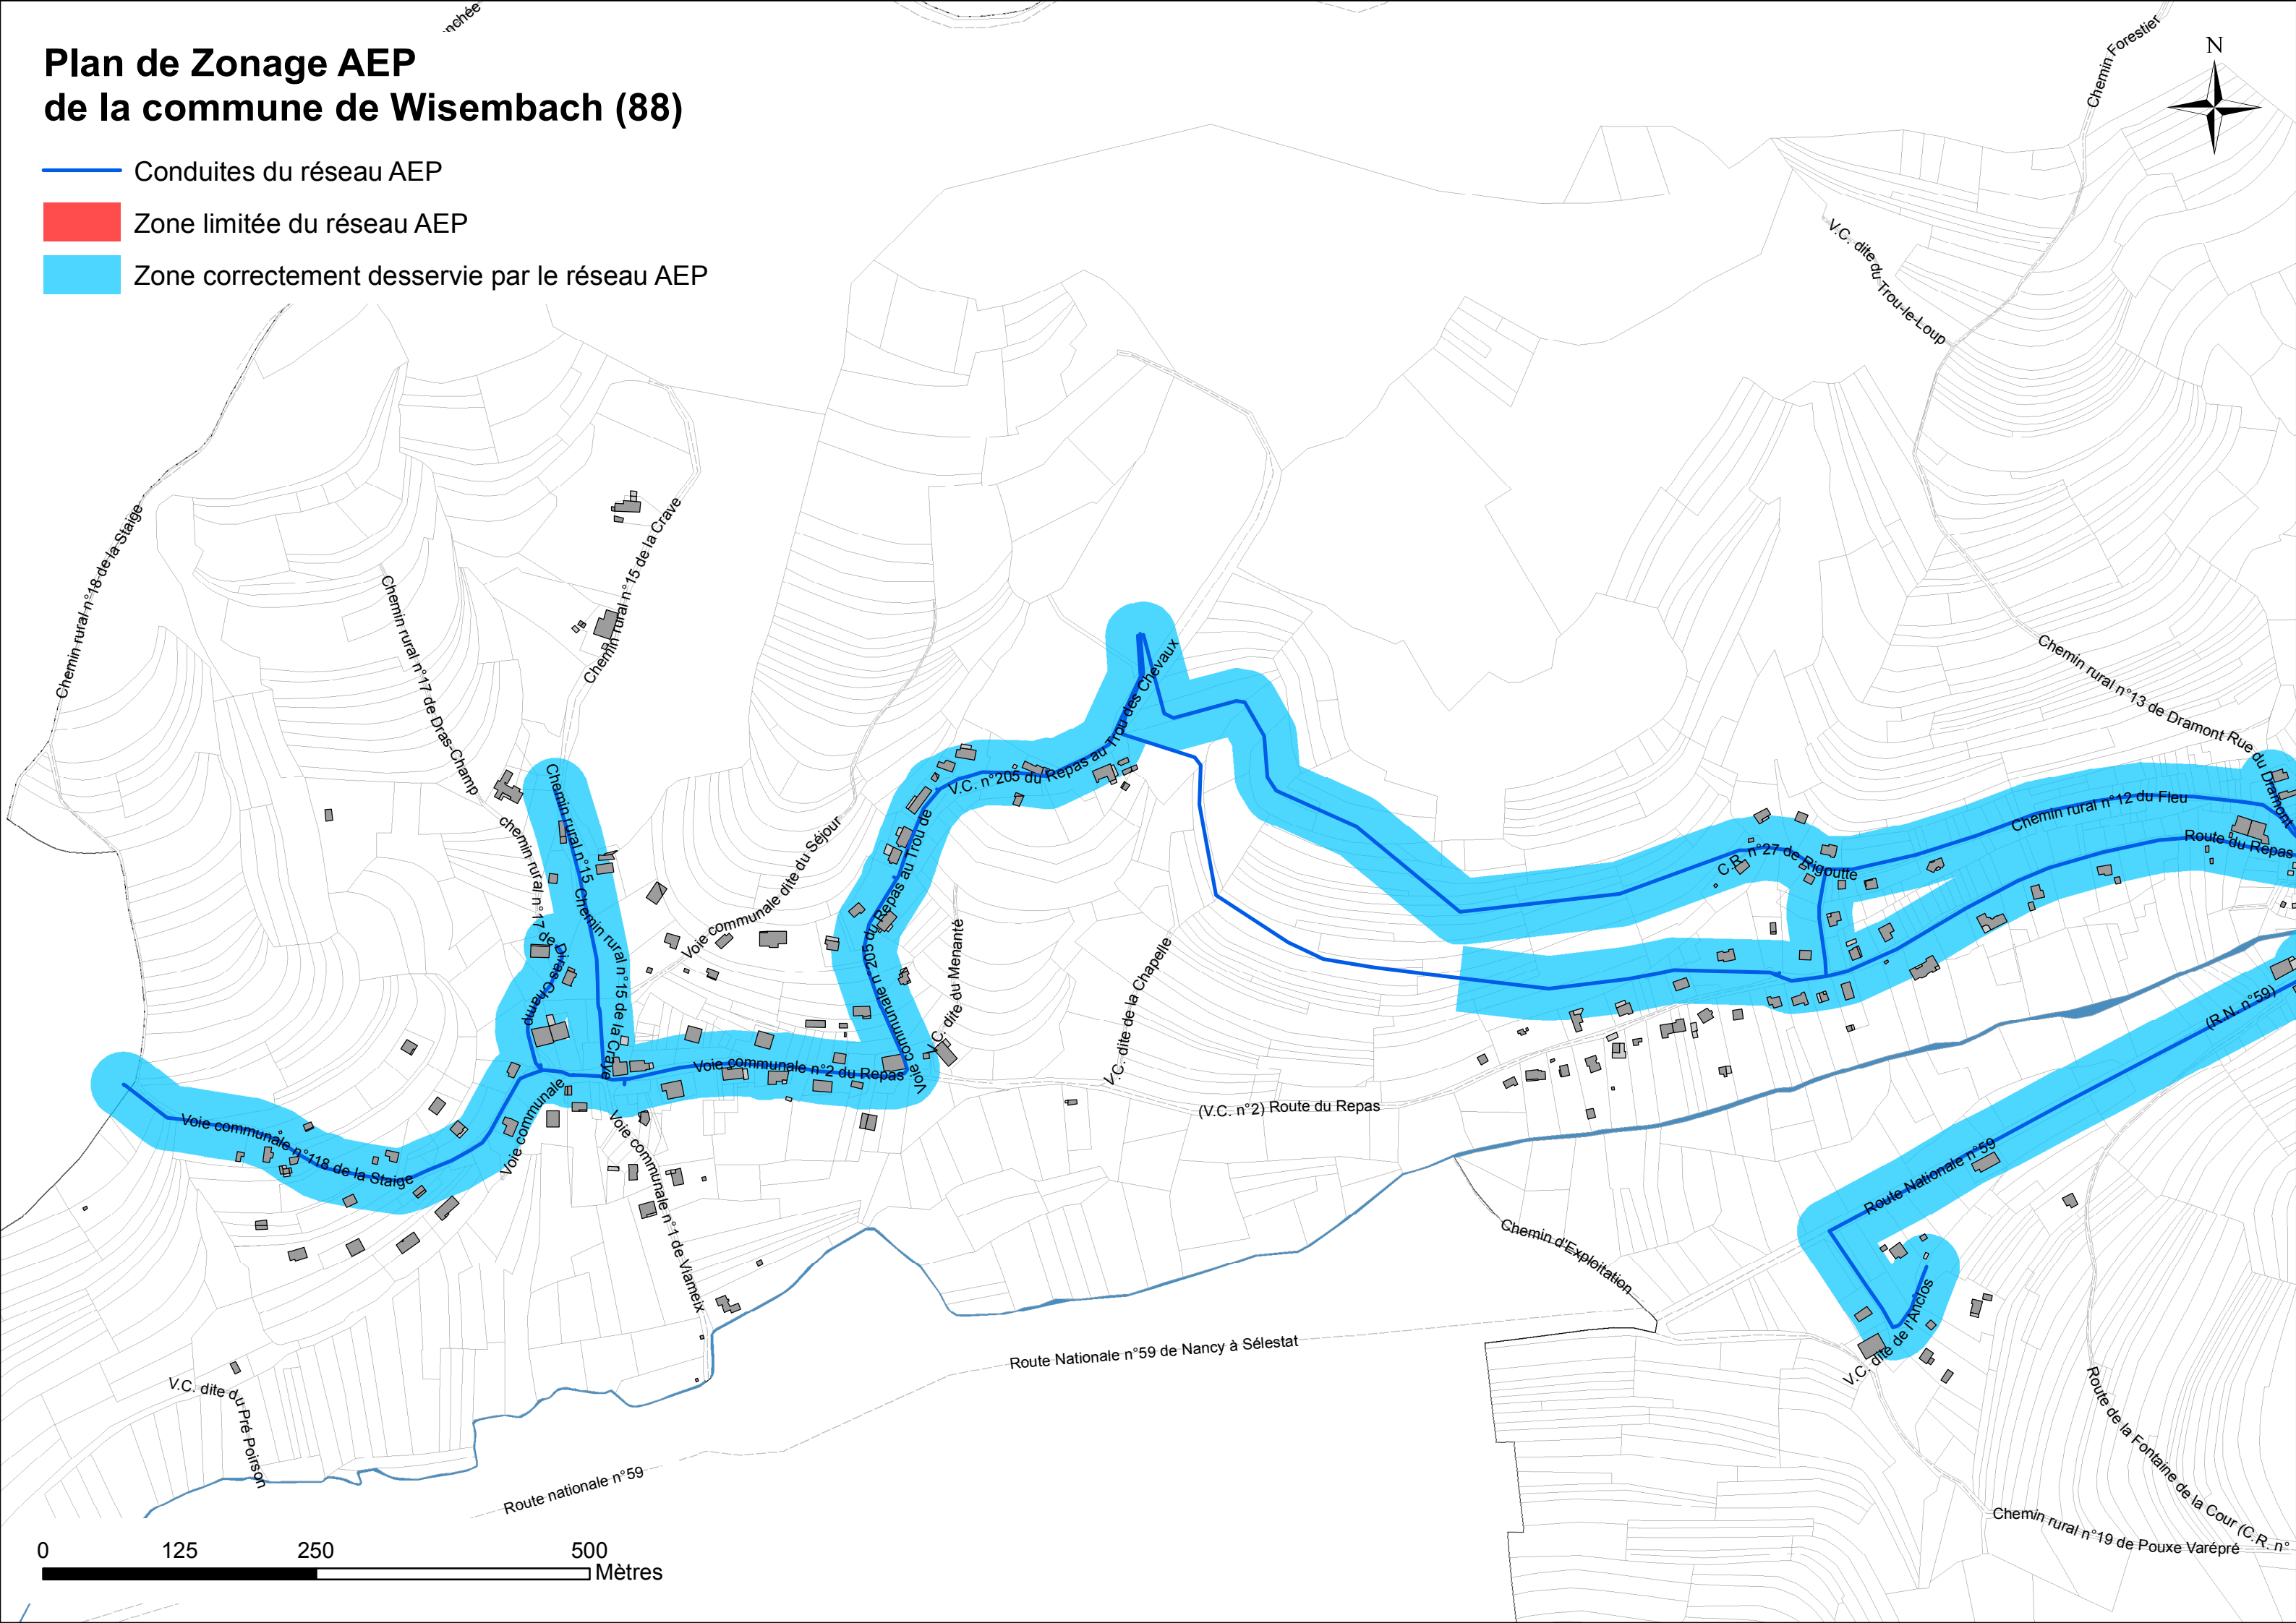 Plan de Zonage AEP
de la commune de Wisembach (88)
Conduites du réseau AEP
Zone limitée du réseau AEP
Zone correctement desservie par le réseau AEP
nchée
N
Chemin Forestier
V.C. dite du Trou-le-Loup
Chemin rural n°18 de la Staige
Chemin rural n°17 de Dras-Champ
Chemin rural n°15 de la Crave
Chemin rural n°13 de Dramont
Rue du Dramont
V.C. n°205 du Repas au Trou des Chevaux
chemin rural n°17 de Dras-Champ
Chemin rural n°15
Chemin rural n°15 de la Crave
Voie communale dite du Séjour
Voie communale n°205 du Repas au Trou de
V.C. dite du Menanté
V.C. dite de la Chapelle
C.R. n°27 de Rigoutte
Chemin rural n°12 du Fleu
Route du Repas
(R.N. n°59)
Voie communale n°118 de la Staige
Voie communale
Voie communale n°2 du Repas
(V.C. n°2) Route du Repas
Voie communale n°1 de Viameix
Route Nationale n°59
Chemin d'Exploitation
V.C. dite de l'Anclos
Route Nationale n°59 de Nancy à Sélestat
Route nationale n°59
V.C. dite du Pré Poirson
Route de la Fontaine de la Cour (C.R. n°
Chemin rural n°19 de Pouxe Varépré
0 125 250 500
Mètres